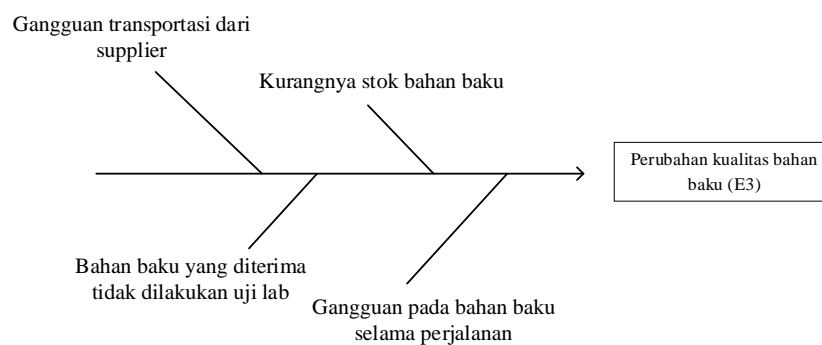 Gangguan transportasi dari
supplier
Kurangnya stok bahan baku
Perubahan kualitas bahan
baku (E3)
Bahan baku yang diterima
tidak dilakukan uji lab
Gangguan pada bahan baku
selama perjalanan